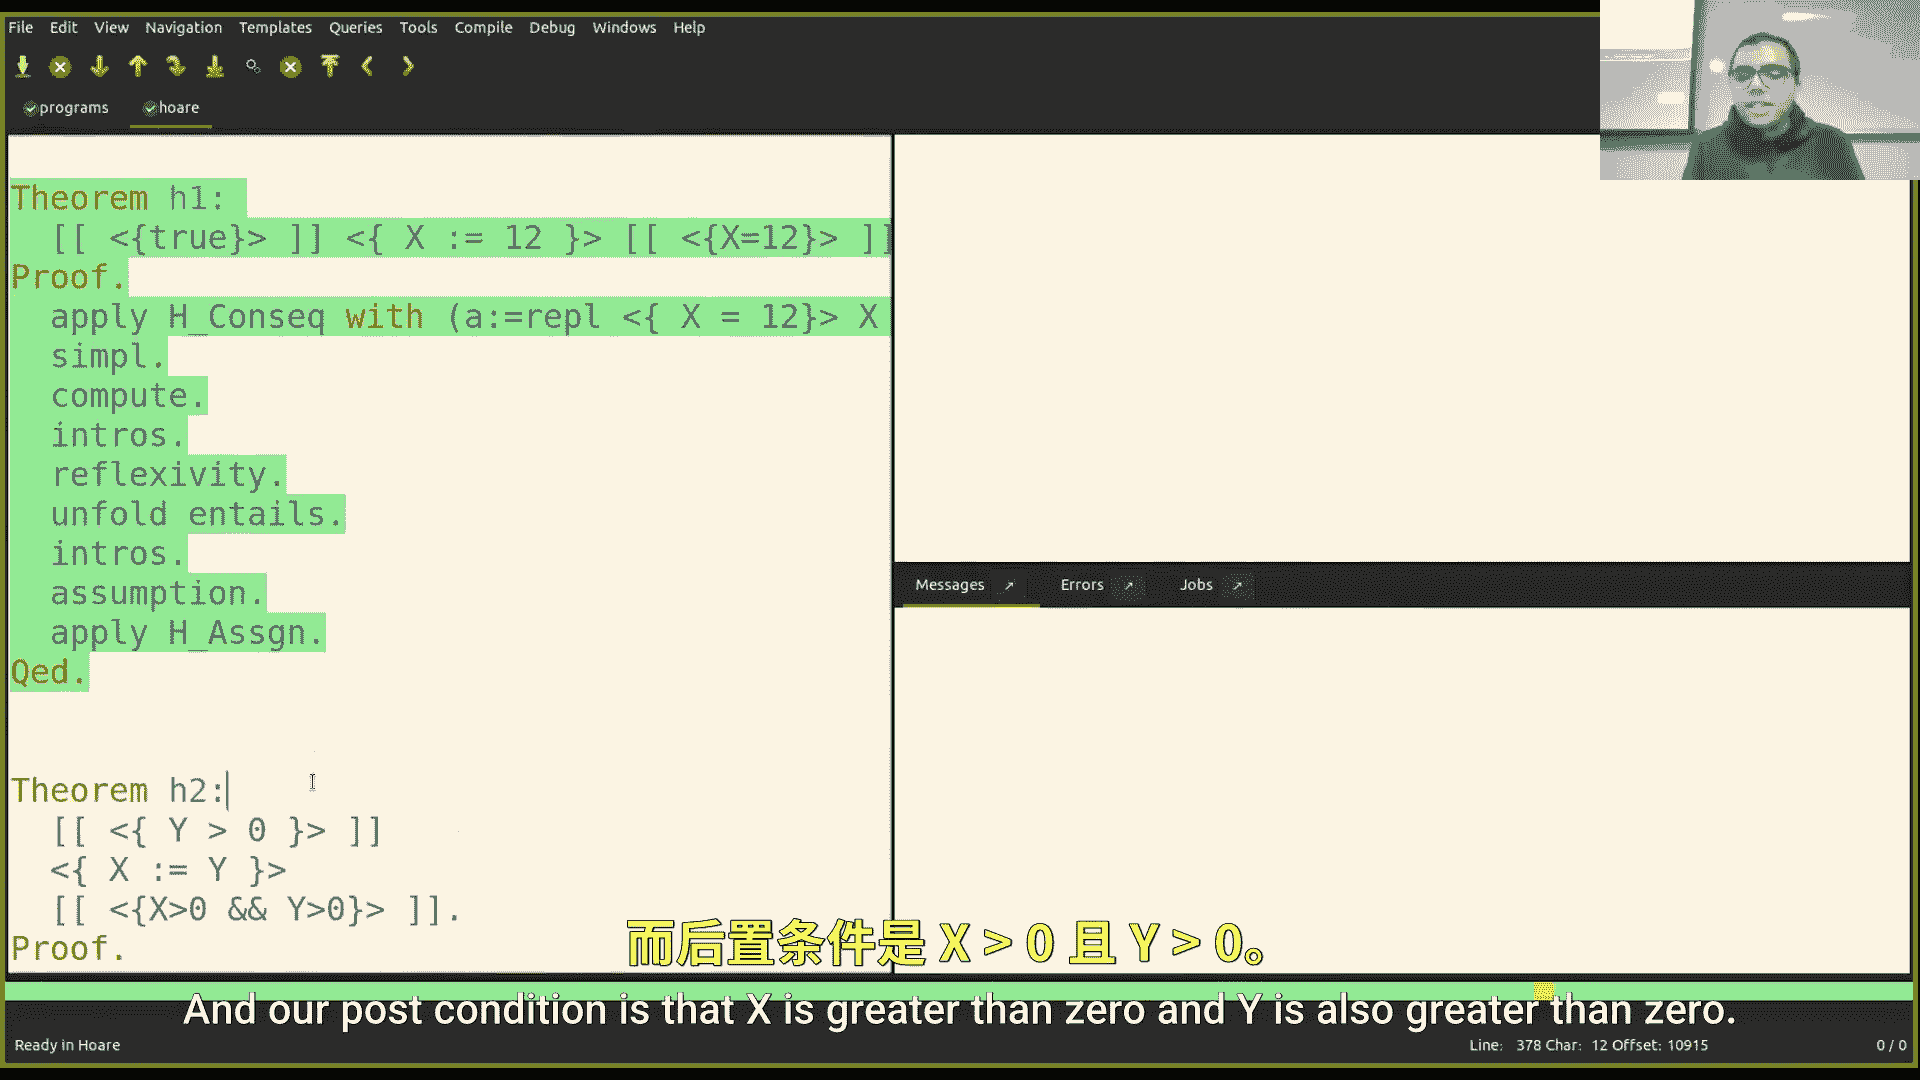 File Edit View Navigation Templates Queries Tools Compile Debug Windows Help
programs hoare
Theorem h1:
[[ <{true}> ]] <{ X := 12 }> [[ <{X=12}> ]]
Proof.
apply H_Conseq with (a:=repl <{ X = 12}> X
simpl.
compute.
intros.
reflexivity.
unfold entails.
intros.
assumption.
apply H_Assgn.
Qed.
Theorem h2:
[[ <{ Y > 0 }> ]]
<{ X := Y }>
[[ <{X>0 && Y>0}> ]].
Proof.
Messages Errors Jobs
而后置条件是 X > 0 且 Y > 0。
And our post condition is that X is greater than zero and Y is also greater than zero.
Ready in Hoare Line: 378 Char: 12 Offset: 10915 0 / 0